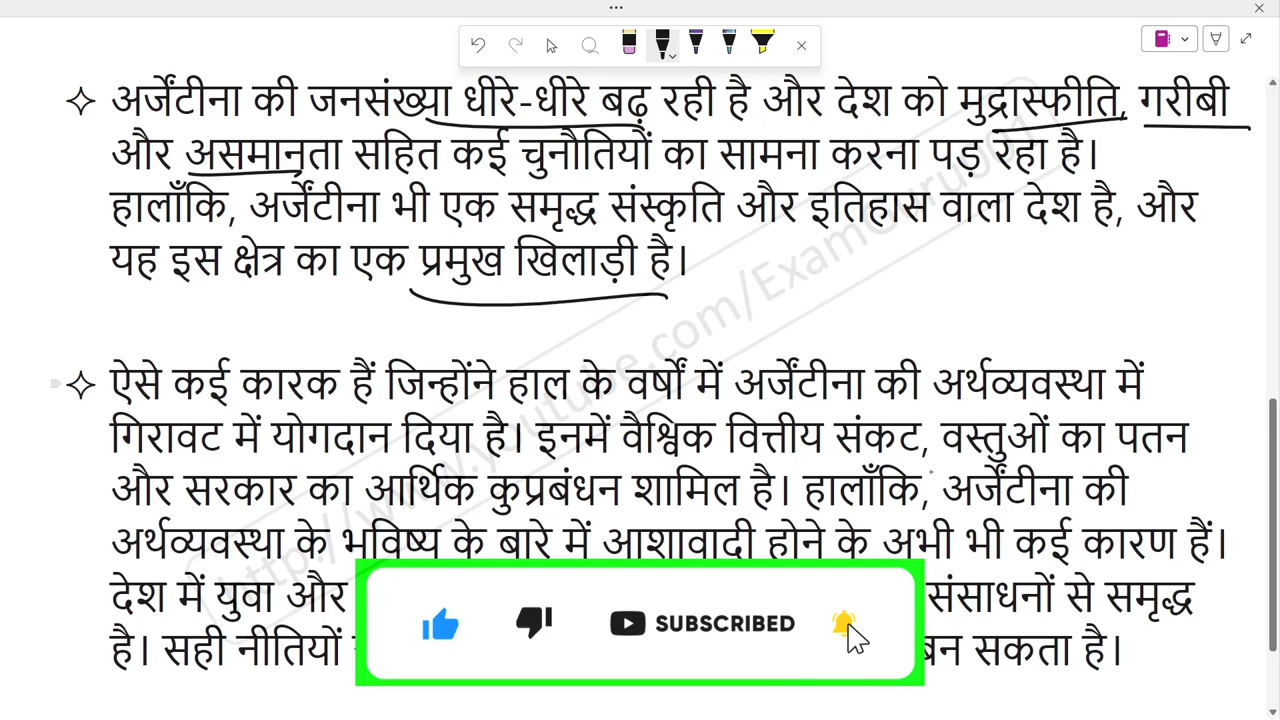 अर्जेंटीना की जनसंख्या धीरे-धीरे बढ़ रही है और देश को मुद्रास्फीति, गरीबी
और असमानता सहित कई चुनौतियों का सामना करना पड़ रहा है।
हालाँकि, अर्जेंटीना भी एक समृद्ध संस्कृति और इतिहास वाला देश है, और
यह इस क्षेत्र का एक प्रमुख खिलाड़ी है।
ऐसे कई कारक हैं जिन्होंने हाल के वर्षों में अर्जेंटीना की अर्थव्यवस्था में
गिरावट में योगदान दिया है। इनमें वैश्विक वित्तीय संकट, वस्तुओं का पतन
और सरकार का आर्थिक कुप्रबंधन शामिल है। हालाँकि, अर्जेंटीना की
अर्थव्यवस्था के भविष्य के बारे में आशावादी होने के अभी भी कई कारण हैं।
देश में युवा और संसाधनों से समृद्ध
है। सही नीतियों बन सकता है।
SUBSCRIBED